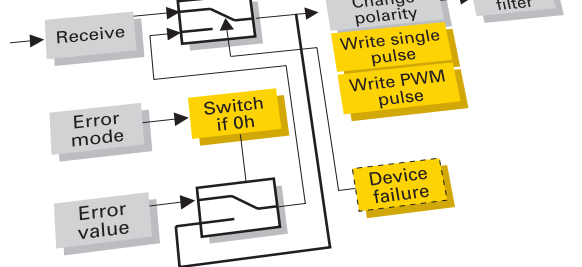 Change
polarity
filter
Receive
Write single
pulse
Write PWM
pulse
Error
mode
Switch
if 0h
Device
failure
Error
value